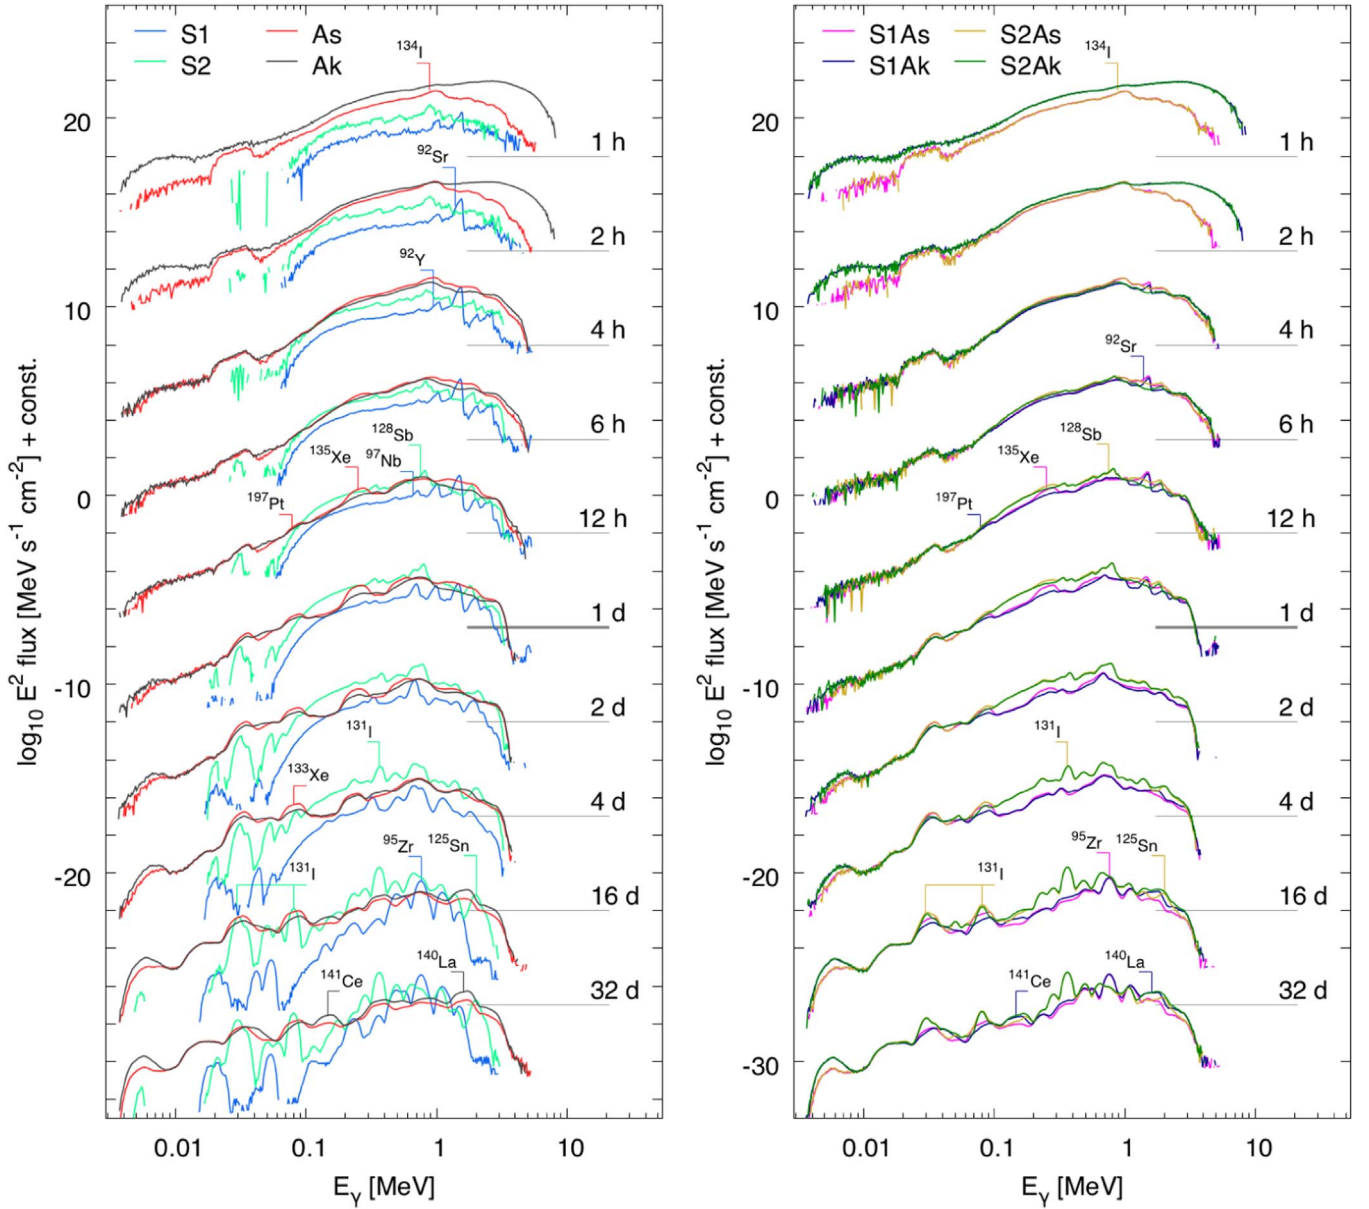 S1 As
S2 Ak
¹³⁴I
20
1 h
⁹²Sr
2 h
⁹²Y
10
4 h
6 h
¹²⁸Sb
¹³⁵Xe ⁹⁷Nb
0
¹⁹⁷Pt
12 h
1 d
-10
2 d
¹³¹I
¹³³Xe
4 d
⁹⁵Zr ¹²⁵Sn
-20
¹³¹I
16 d
¹⁴¹Ce ¹⁴⁰La
32 d
-30
log₁₀ E² flux [MeV s⁻¹ cm⁻²] + const.
0.01 0.1 1 10
Eγ [MeV]
S1As S2As
S1Ak S2Ak
¹³⁴I
20
1 h
2 h
10
4 h
⁹²Sr
6 h
¹²⁸Sb
¹³⁵Xe
0
¹⁹⁷Pt
12 h
1 d
-10
2 d
¹³¹I
4 d
⁹⁵Zr ¹²⁵Sn
-20
¹³¹I
16 d
¹⁴¹Ce ¹⁴⁰La
32 d
-30
log₁₀ E² flux [MeV s⁻¹ cm⁻²] + const.
0.01 0.1 1 10
Eγ [MeV]